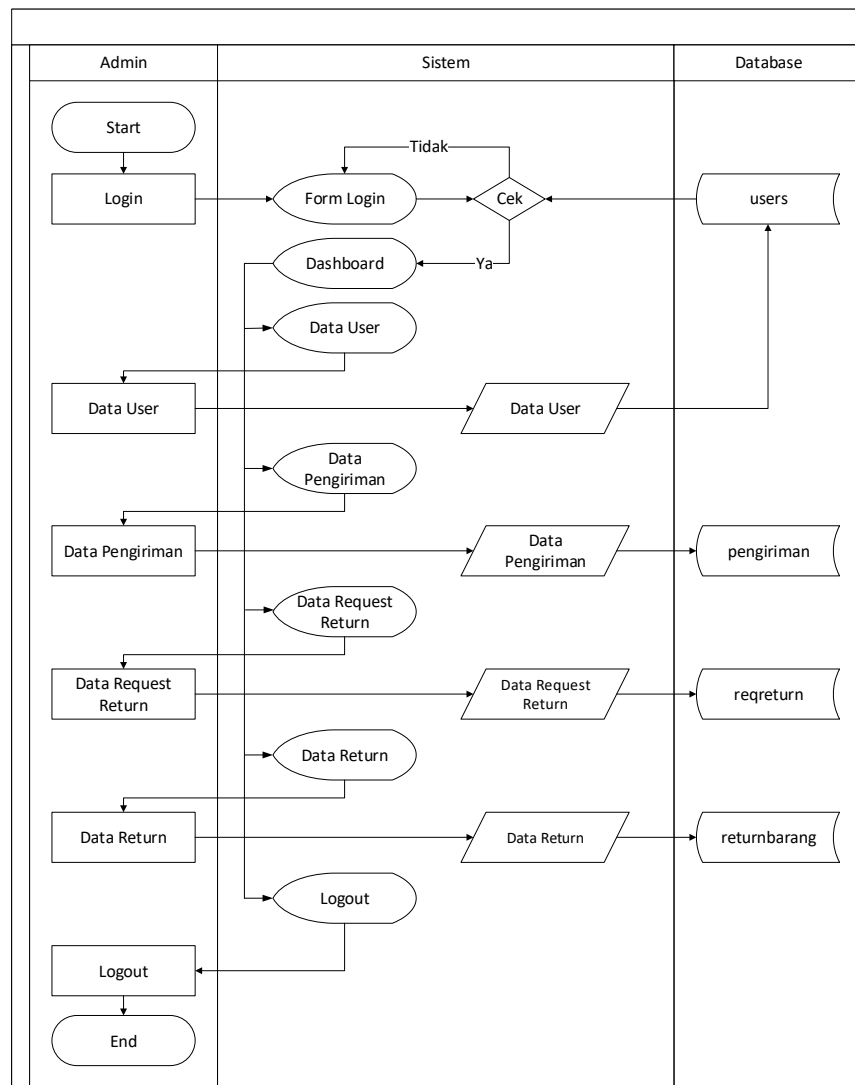 Admin
Sistem
Database
Start
Tidak
Login
Form Login
Cek
users
Dashboard
Ya
Data User
Data User
Data User
Data
Pengiriman
Data Pengiriman
Data
Pengiriman
pengiriman
Data Request
Return
Data Request
Return
Data Request
Return
reqreturn
Data Return
Data Return
Data Return
returnbarang
Logout
Logout
End